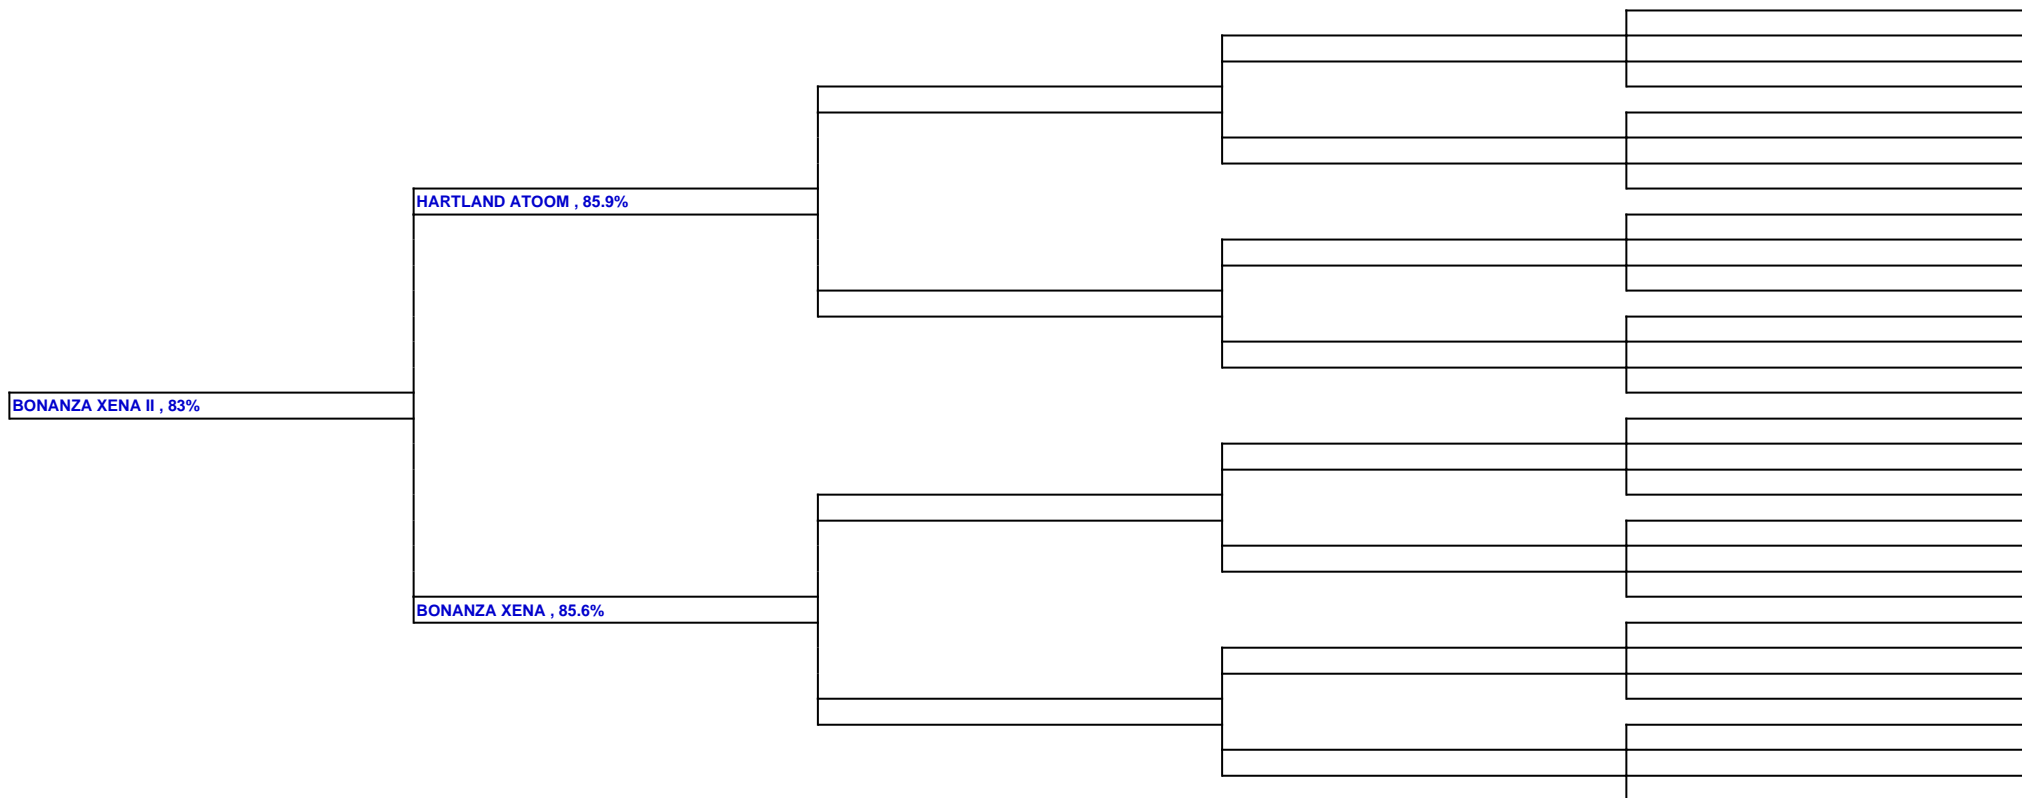 HARTLAND ATOOM , 85.9%
BONANZA XENA II , 83%
BONANZA XENA , 85.6%